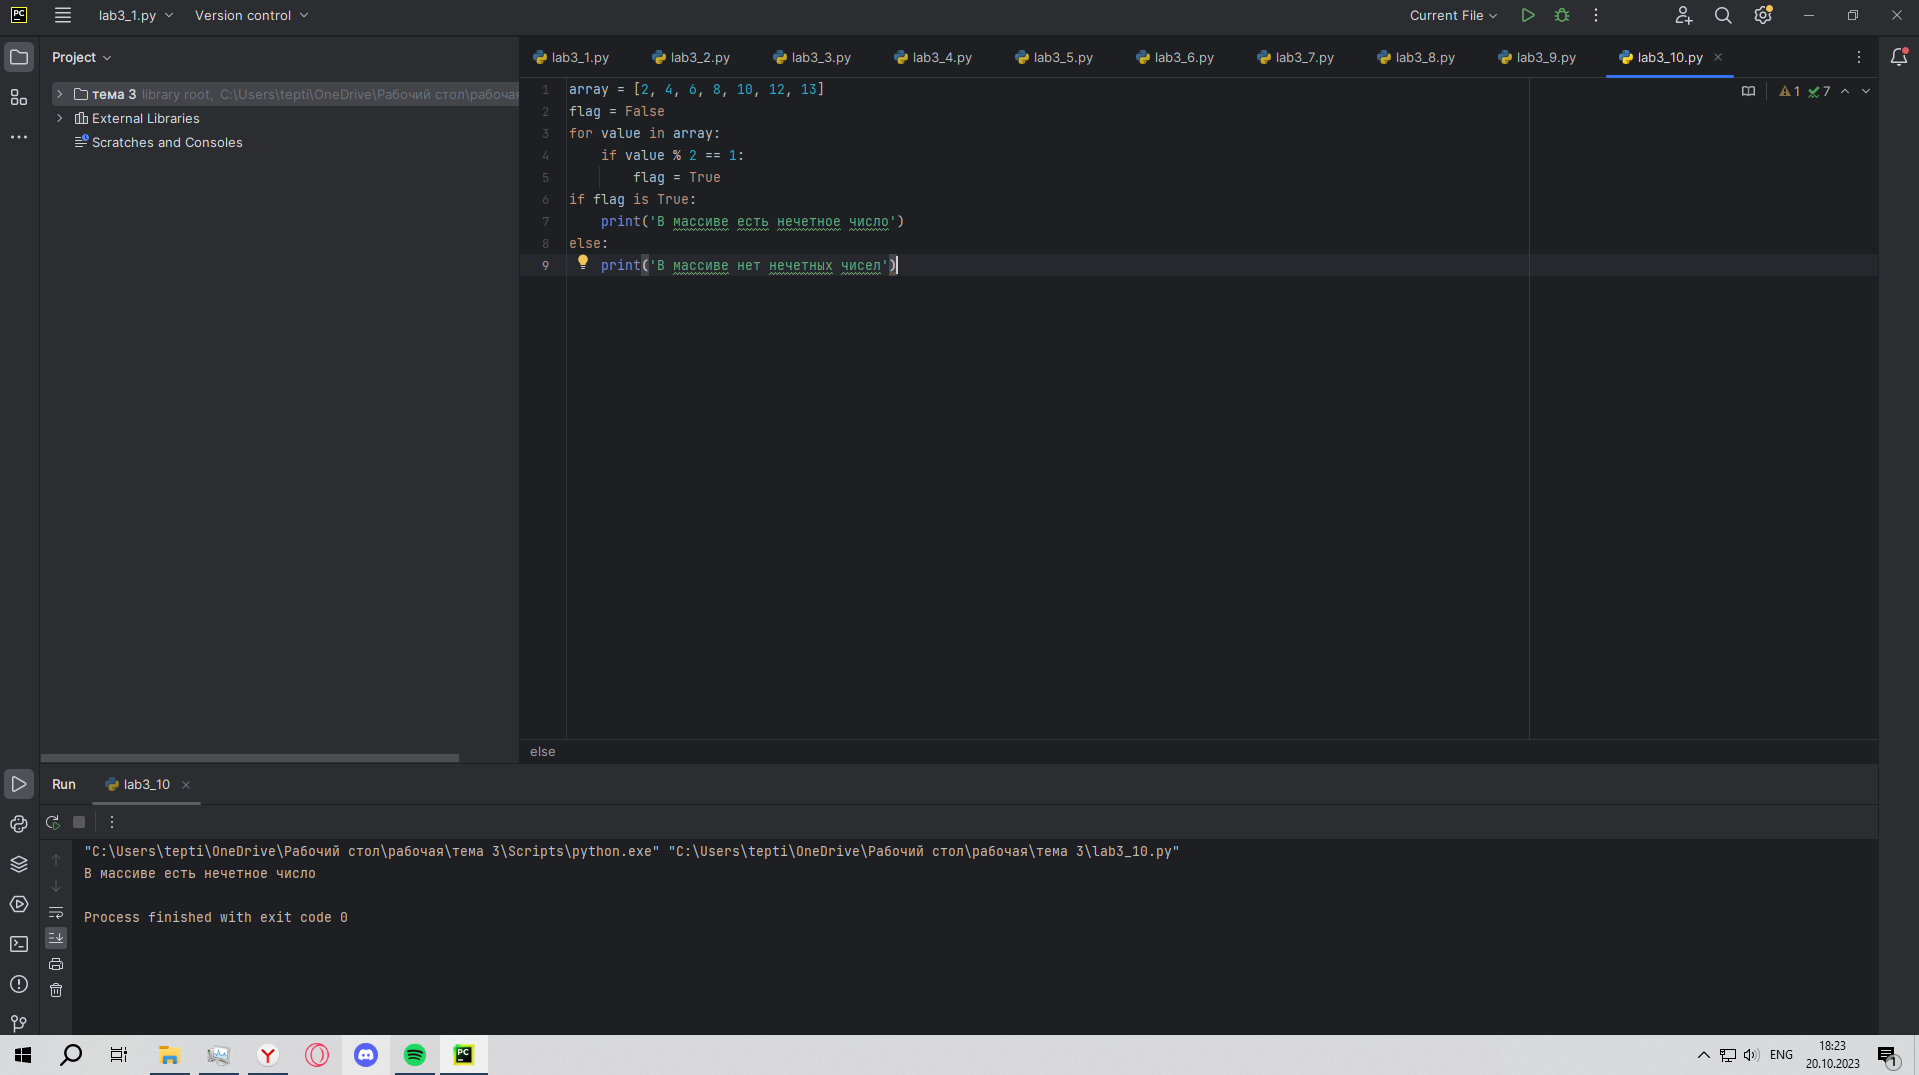 PC lab3_1.py Version control Current File
Project
lab3_1.py lab3_2.py lab3_3.py lab3_4.py lab3_5.py lab3_6.py lab3_7.py lab3_8.py lab3_9.py lab3_10.py
тема 3 library root, C:\Users\tepti\OneDrive\Рабочий стол\рабочая
External Libraries
Scratches and Consoles
1 array = [2, 4, 6, 8, 10, 12, 13]
2 flag = False
3 for value in array:
4 if value % 2 == 1:
5 flag = True
6 if flag is True:
7 print('В массиве есть нечетное число')
8 else:
9 print('В массиве нет нечетных чисел')
1 7
else
Run lab3_10
"C:\Users\tepti\OneDrive\Рабочий стол\рабочая\тема 3\Scripts\python.exe" "C:\Users\tepti\OneDrive\Рабочий стол\рабочая\тема 3\lab3_10.py"
В массиве есть нечетное число
Process finished with exit code 0
PC
ENG
18:23
20.10.2023
1